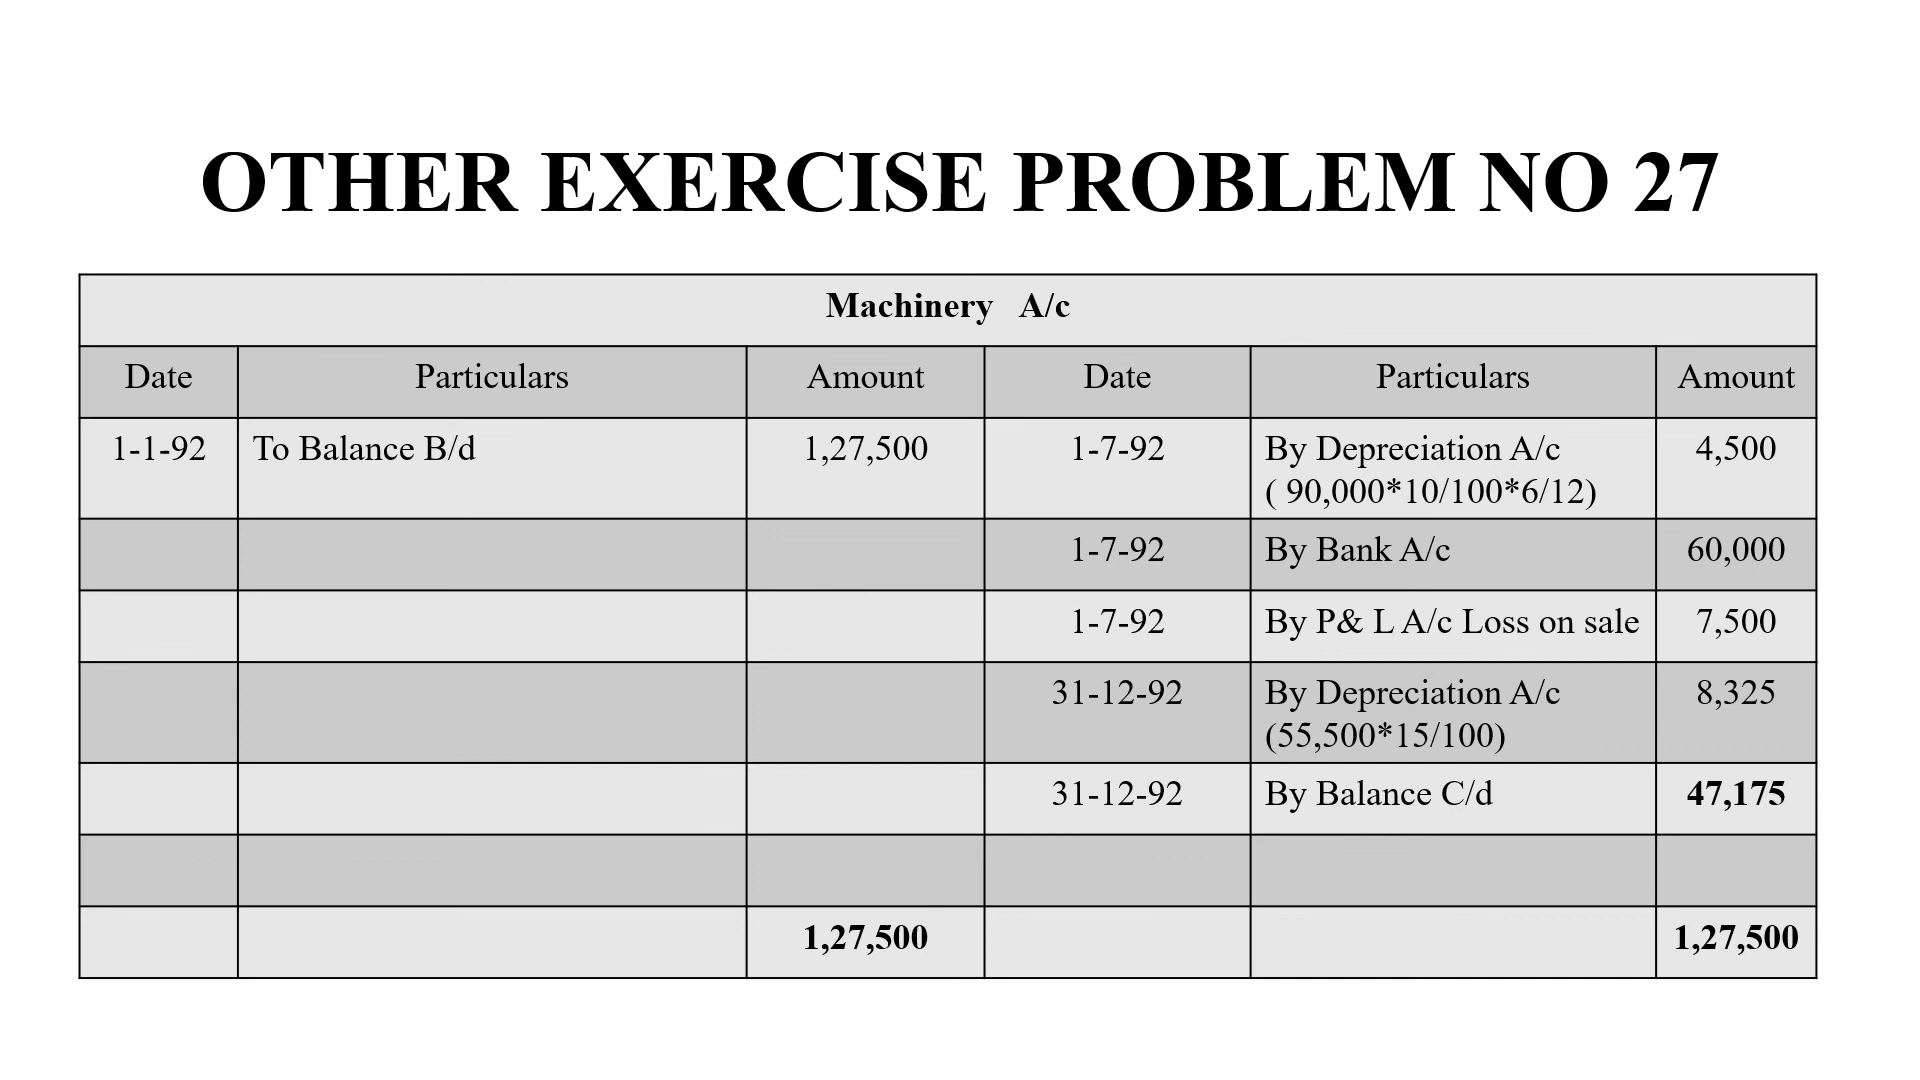 OTHER EXERCISE PROBLEM NO 27
Machinery A/c
Date Particulars Amount Date Particulars Amount
1-1-92 To Balance B/d 1,27,500 1-7-92 By Depreciation A/c 4,500
( 90,000*10/100*6/12)
1-7-92 By Bank A/c 60,000
1-7-92 By P& L A/c Loss on sale 7,500
31-12-92 By Depreciation A/c 8,325
(55,500*15/100)
31-12-92 By Balance C/d 47,175
1,27,500 1,27,500